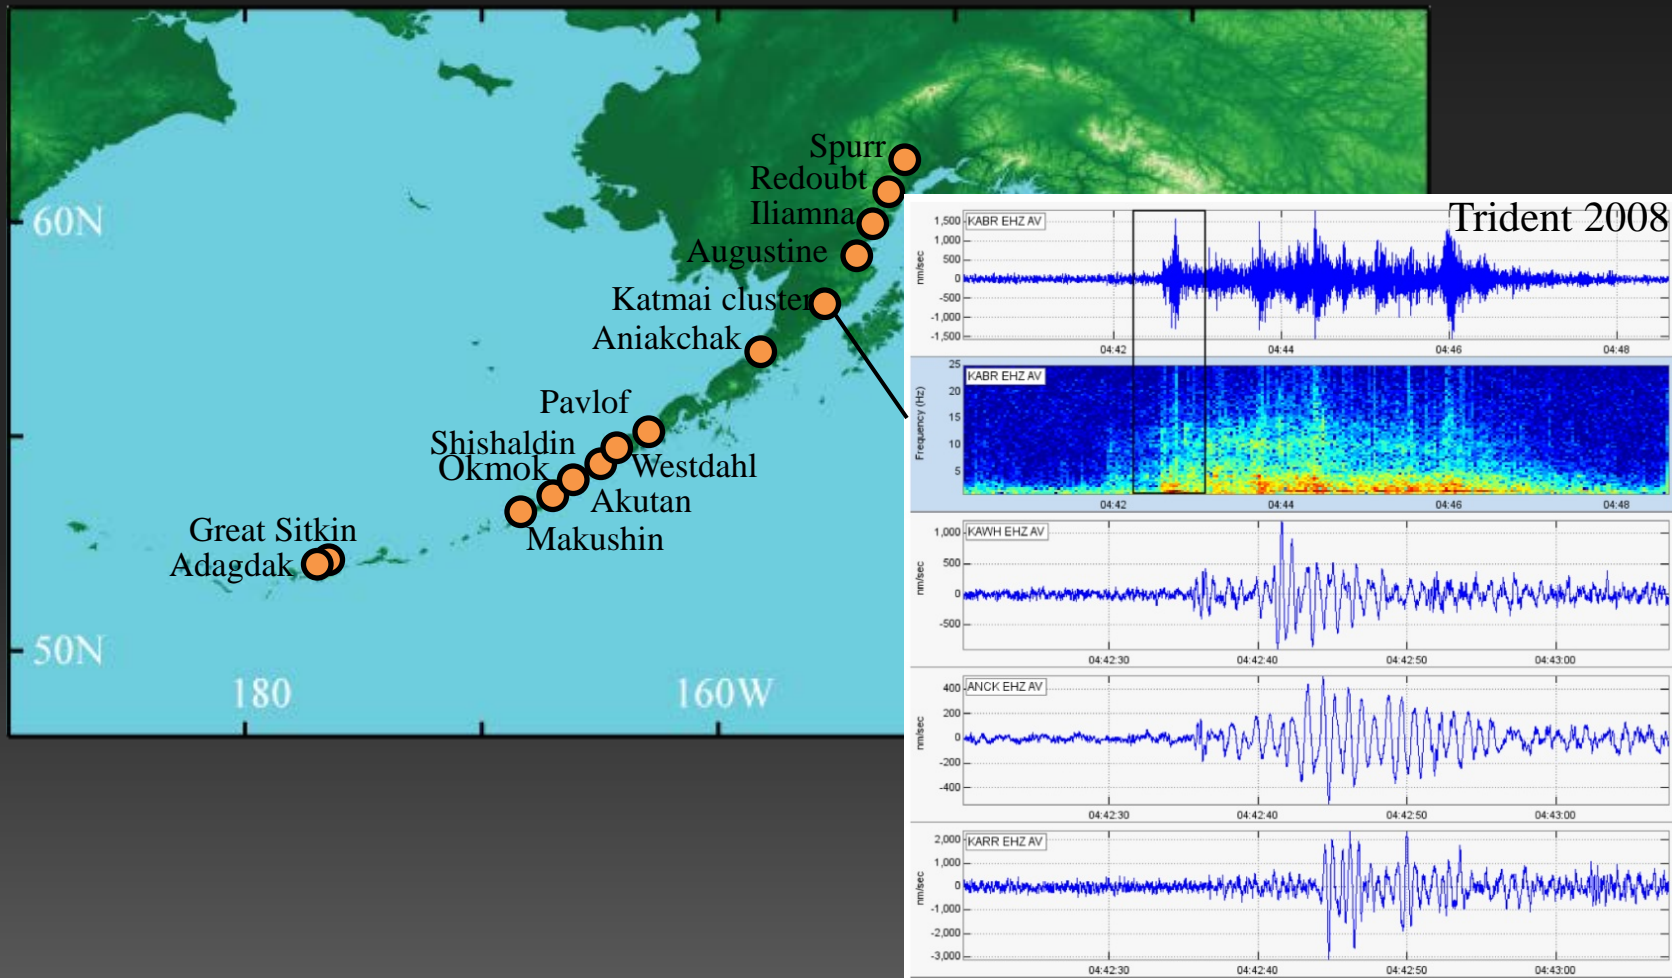 Spurr
Redoubt
Iliamna
Augustine
Katmai cluster
Aniakchak
Pavlof
Shishaldin
Okmok
Westdahl
Akutan
Makushin
Great Sitkin
Adagdak
60N
50N
180
160W
Trident 2008
KABR EHZ AV
nm/sec
1,500
1,000
500
0
-500
-1,000
-1,500
04:42 04:44 04:46 04:48
KABR EHZ AV
Frequency (Hz)
25
20
15
10
5
04:42 04:44 04:46 04:48
KAWH EHZ AV
nm/sec
1,000
500
0
-500
04:42:30 04:42:40 04:42:50 04:43:00
ANCK EHZ AV
nm/sec
400
200
0
-200
-400
04:42:30 04:42:40 04:42:50 04:43:00
KARR EHZ AV
nm/sec
2,000
1,000
0
-1,000
-2,000
-3,000
04:42:30 04:42:40 04:42:50 04:43:00